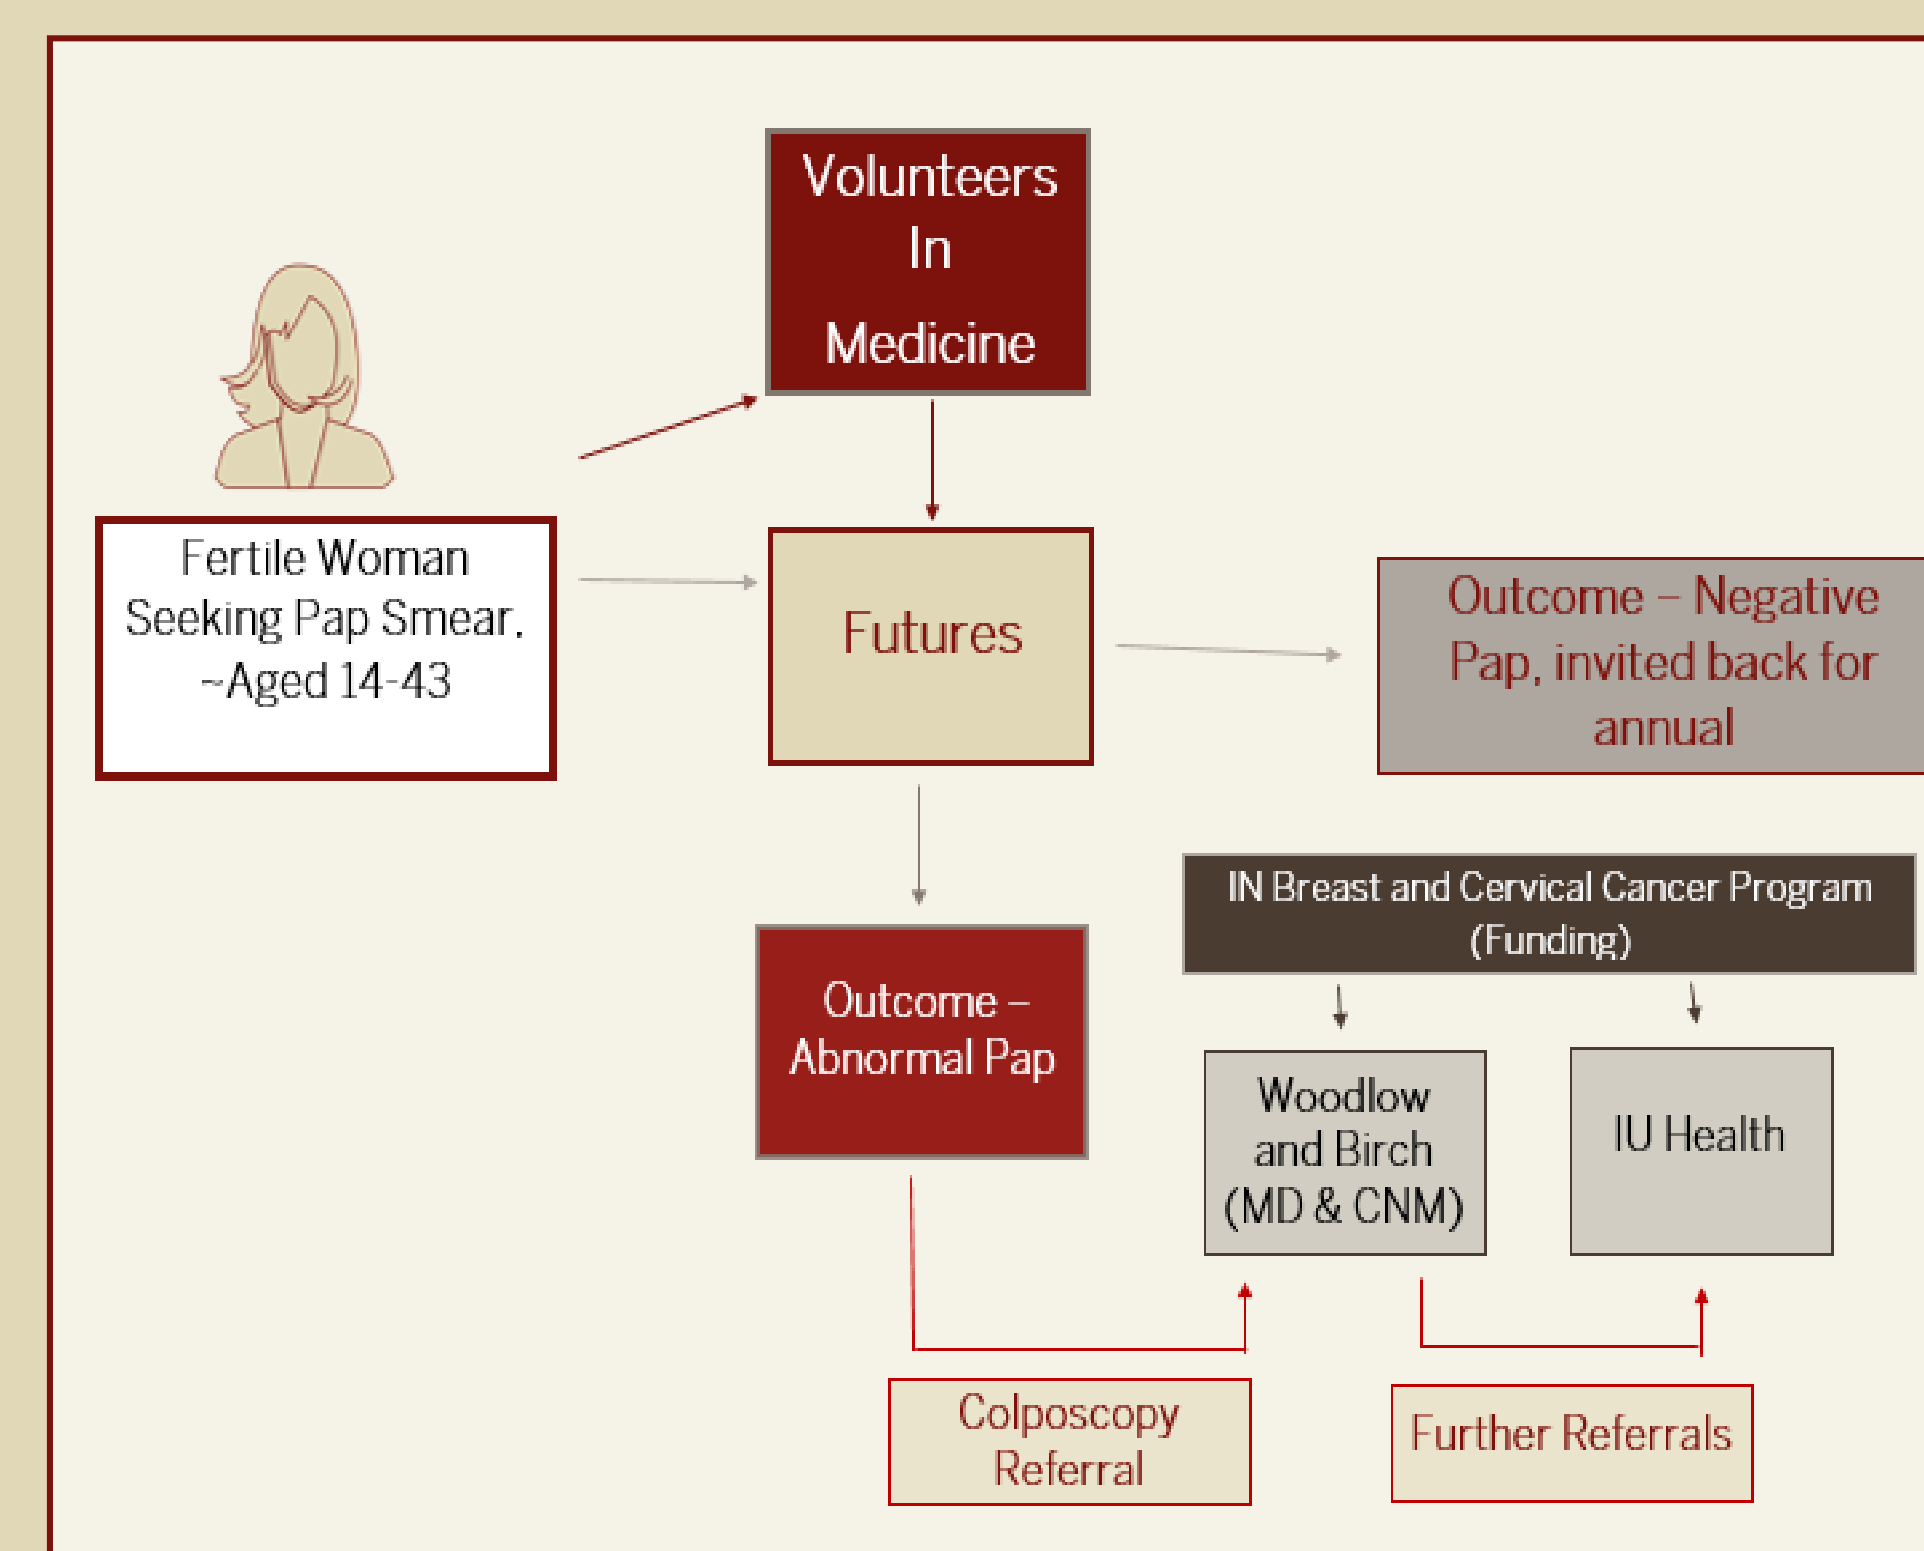 Volunteers
In
Medicine
Fertile Woman
Seeking Pap Smear,
~Aged 14-43
Futures
Outcome – Negative
Pap, invited back for
annual
IN Breast and Cervical Cancer Program
(Funding)
Outcome –
Abnormal Pap
Woodlow
and Birch
(MD & CNM)
IU Health
Colposcopy
Referral
Further Referrals